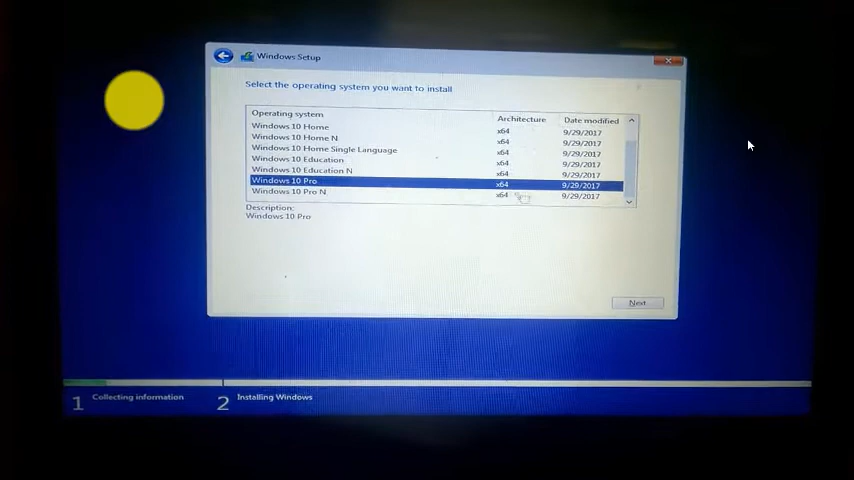 Windows Setup
Select the operating system you want to install
Operating system Architecture Date modified
Windows 10 Home x64 9/29/2017
Windows 10 Home N x64 9/29/2017
Windows 10 Home Single Language x64 9/29/2017
Windows 10 Education x64 9/29/2017
Windows 10 Education N x64 9/29/2017
Windows 10 Pro x64 9/29/2017
Windows 10 Pro N x64 9/29/2017
Description:
Windows 10 Pro
Next
1 Collecting information 2 Installing Windows